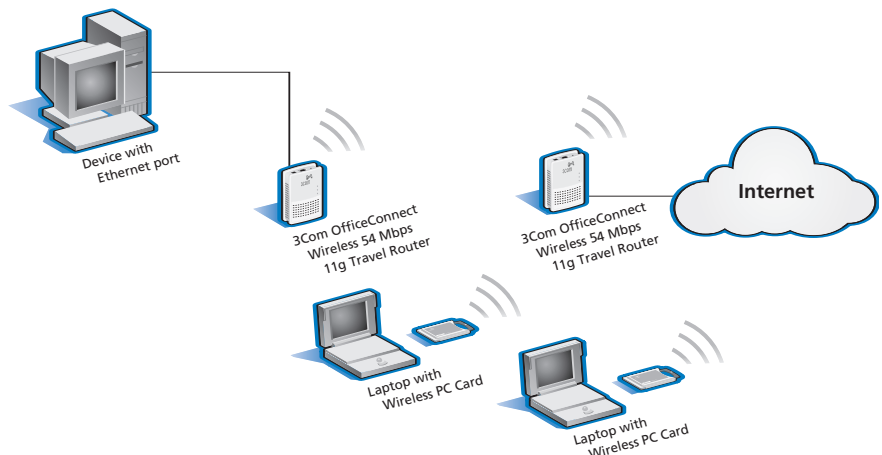 Device with
Ethernet port
3Com OfficeConnect
Wireless 54 Mbps
11g Travel Router
3Com OfficeConnect
Wireless 54 Mbps
11g Travel Router
Internet
Laptop with
Wireless PC Card
Laptop with
Wireless PC Card